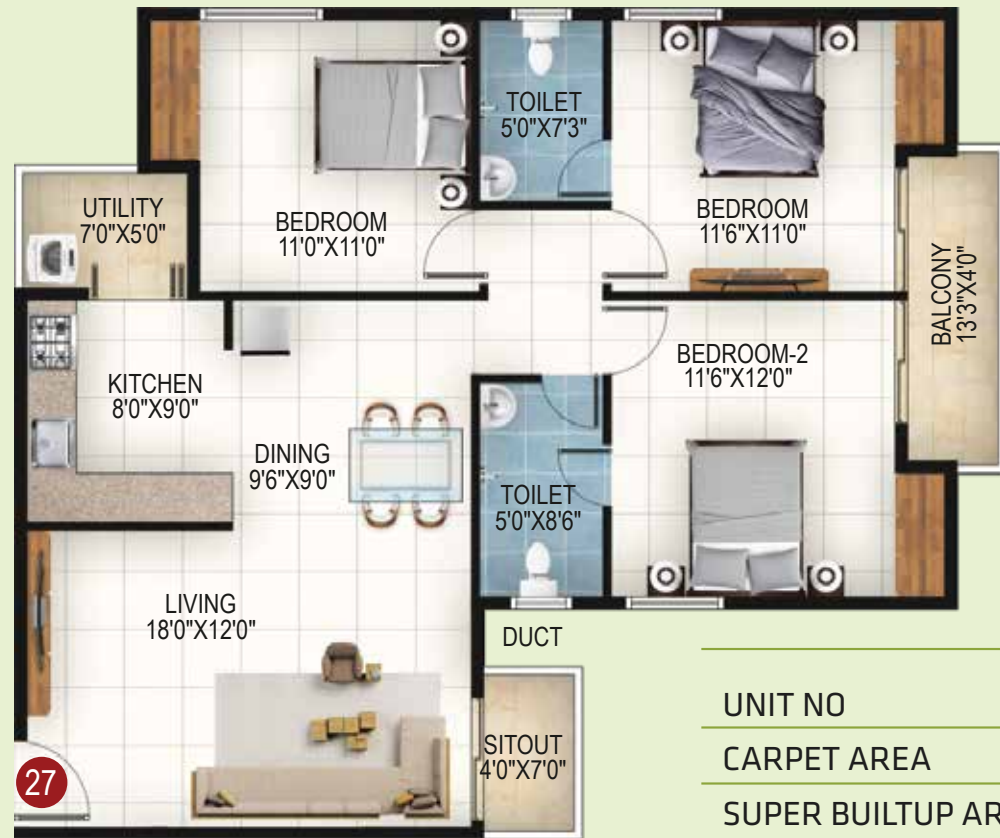 TOILET
5'0"X7'3"
UTILITY
7'0"X5'0"
BEDROOM
11'0"X11'0"
BEDROOM
11'6"X11'0"
BALCONY
13'3"X4'0"
KITCHEN
8'0"X9'0"
BEDROOM-2
11'6"X12'0"
DINING
9'6"X9'0"
TOILET
5'0"X8'6"
LIVING
18'0"X12'0"
DUCT
SITOUT
4'0"X7'0"
27
UNIT NO
CARPET AREA
SUPER BUILTUP AR